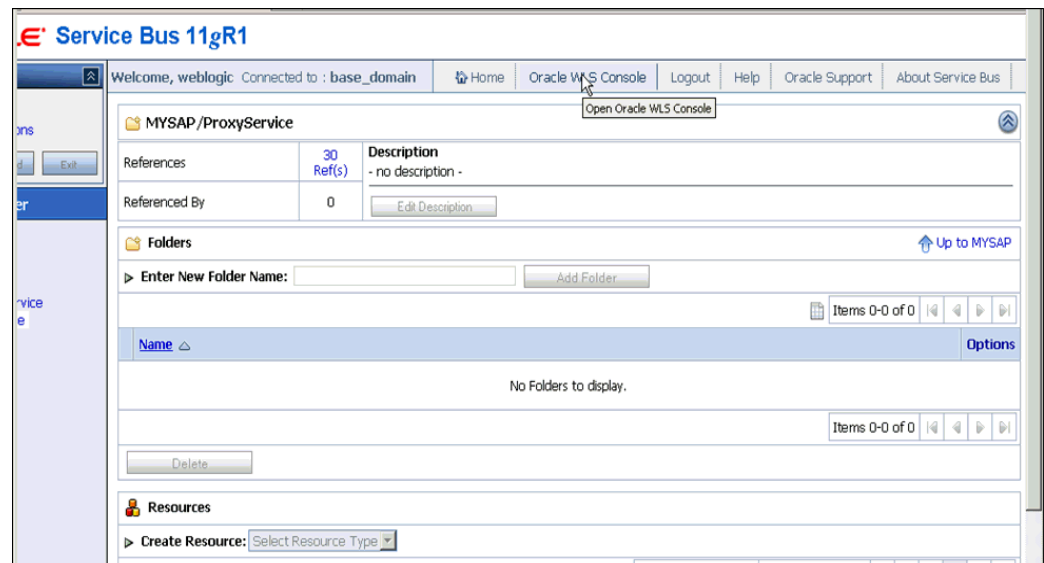 Service Bus 11gR1
Welcome, weblogic Connected to : base_domain Home Oracle WLS Console Logout Help Oracle Support About Service Bus
Open Oracle WLS Console
MYSAP/ProxyService
References 30 Ref(s) Description
- no description -
Referenced By 0 Edit Description
Exit
Folders Up to MYSAP
Enter New Folder Name: Add Folder
Items 0-0 of 0
Name Options
No Folders to display.
Items 0-0 of 0
Delete
Resources
Create Resource: Select Resource Type